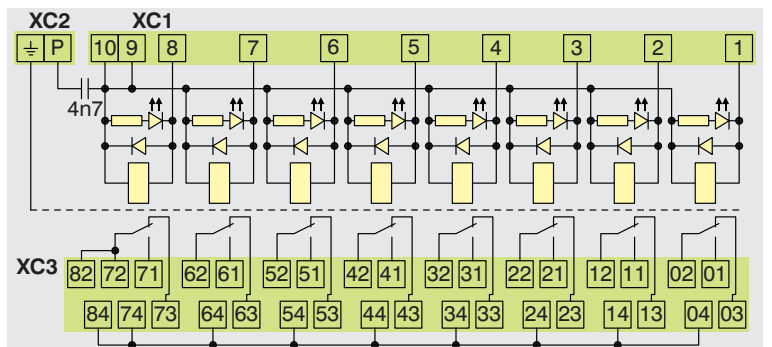 XC2 XC1
⏚ P 10 9 8 7 6 5 4 3 2 1
4n7
XC3
82 72 71 62 61 52 51 42 41 32 31 22 21 12 11 02 01
84 74 73 64 63 54 53 44 43 34 33 24 23 14 13 04 03